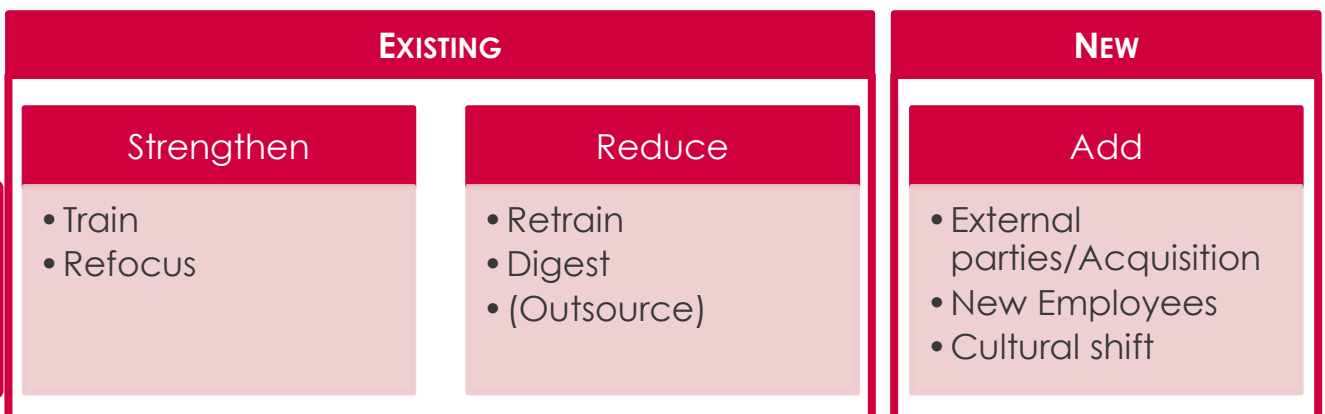 EXISTING
NEW
Strengthen
• Train
• Refocus
Reduce
• Retrain
• Digest
• (Outsource)
Add
• External
parties/Acquisition
• New Employees
• Cultural shift